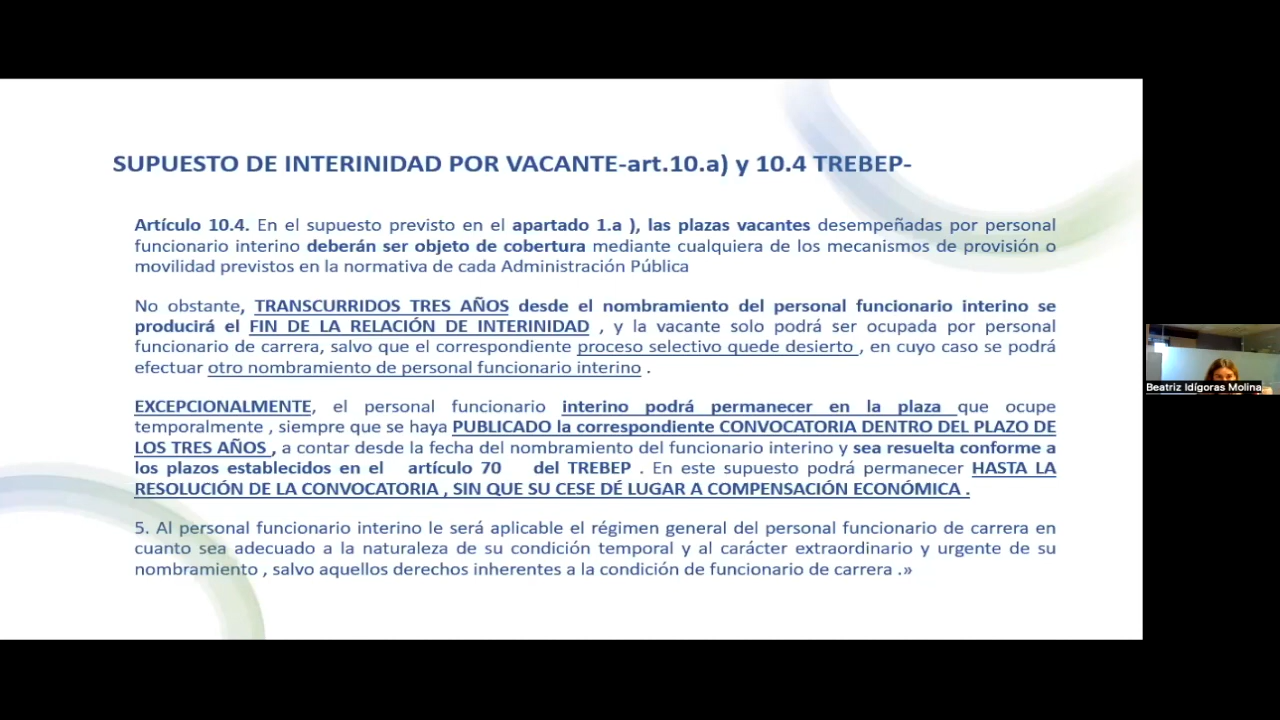 SUPUESTO DE INTERINIDAD POR VACANTE-art.10.a) y 10.4 TREBEP-
Artículo 10.4. En el supuesto previsto en el apartado 1.a ), las plazas vacantes desempeñadas por personal
funcionario interino deberán ser objeto de cobertura mediante cualquiera de los mecanismos de provisión o
movilidad previstos en la normativa de cada Administración Pública
No obstante, TRANSCURRIDOS TRES AÑOS desde el nombramiento del personal funcionario interino se
producirá el FIN DE LA RELACIÓN DE INTERINIDAD , y la vacante solo podrá ser ocupada por personal
funcionario de carrera, salvo que el correspondiente proceso selectivo quede desierto , en cuyo caso se podrá
efectuar otro nombramiento de personal funcionario interino .
EXCEPCIONALMENTE, el personal funcionario interino podrá permanecer en la plaza que ocupe
temporalmente , siempre que se haya PUBLICADO la correspondiente CONVOCATORIA DENTRO DEL PLAZO DE
LOS TRES AÑOS , a contar desde la fecha del nombramiento del funcionario interino y sea resuelta conforme a
los plazos establecidos en el artículo 70 del TREBEP . En este supuesto podrá permanecer HASTA LA
RESOLUCIÓN DE LA CONVOCATORIA , SIN QUE SU CESE DÉ LUGAR A COMPENSACIÓN ECONÓMICA .
5. Al personal funcionario interino le será aplicable el régimen general del personal funcionario de carrera en
cuanto sea adecuado a la naturaleza de su condición temporal y al carácter extraordinario y urgente de su
nombramiento , salvo aquellos derechos inherentes a la condición de funcionario de carrera .»
Beatriz Idígoras Molina